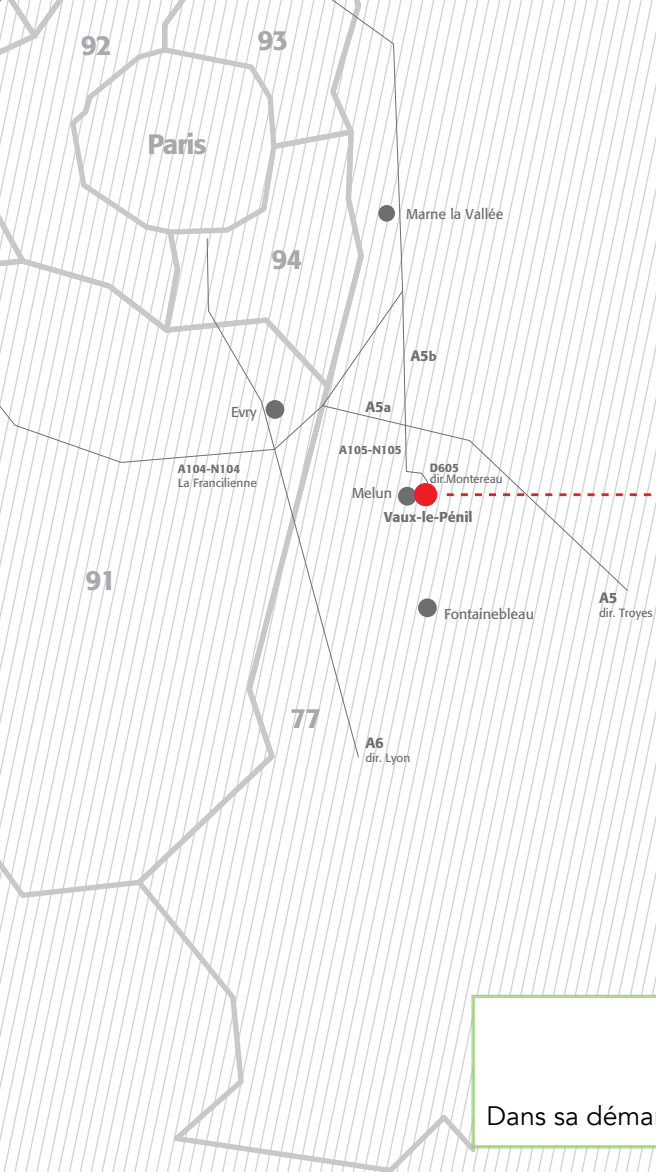 92
93
Paris
Marne la Vallée
94
A5b
A5a
Evry
A105-N105
A104-N104
La Francilienne
D605
dir.Montereau
Melun
Vaux-le-Pénil
91
A5
dir. Troyes
Fontainebleau
77
A6
dir. Lyon
Dans sa